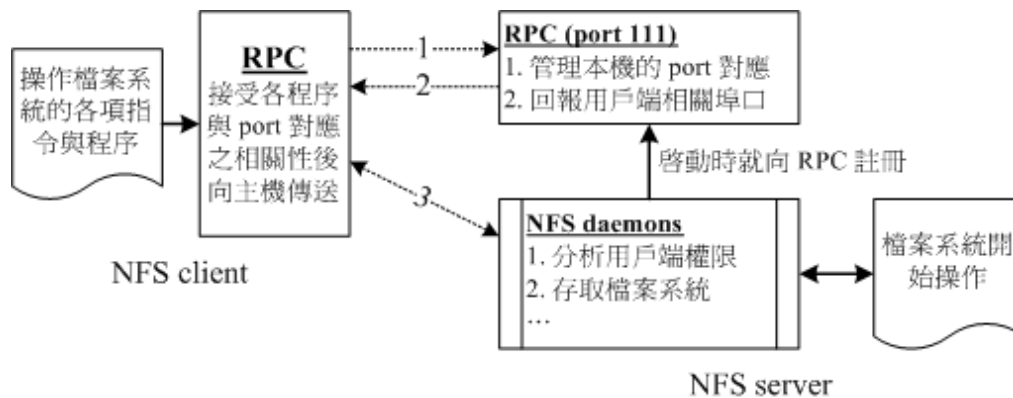 操作檔案系
統的各項指
令與程序
RPC
接受各程序
與 port 對應
之相關性後
向主機傳送
NFS client
1
2
3
RPC (port 111)
1. 管理本機的 port 對應
2. 回報用戶端相關埠口
啓動時就向 RPC 註冊
NFS daemons
1. 分析用戶端權限
2. 存取檔案系統
…
檔案系統開
始操作
NFS server